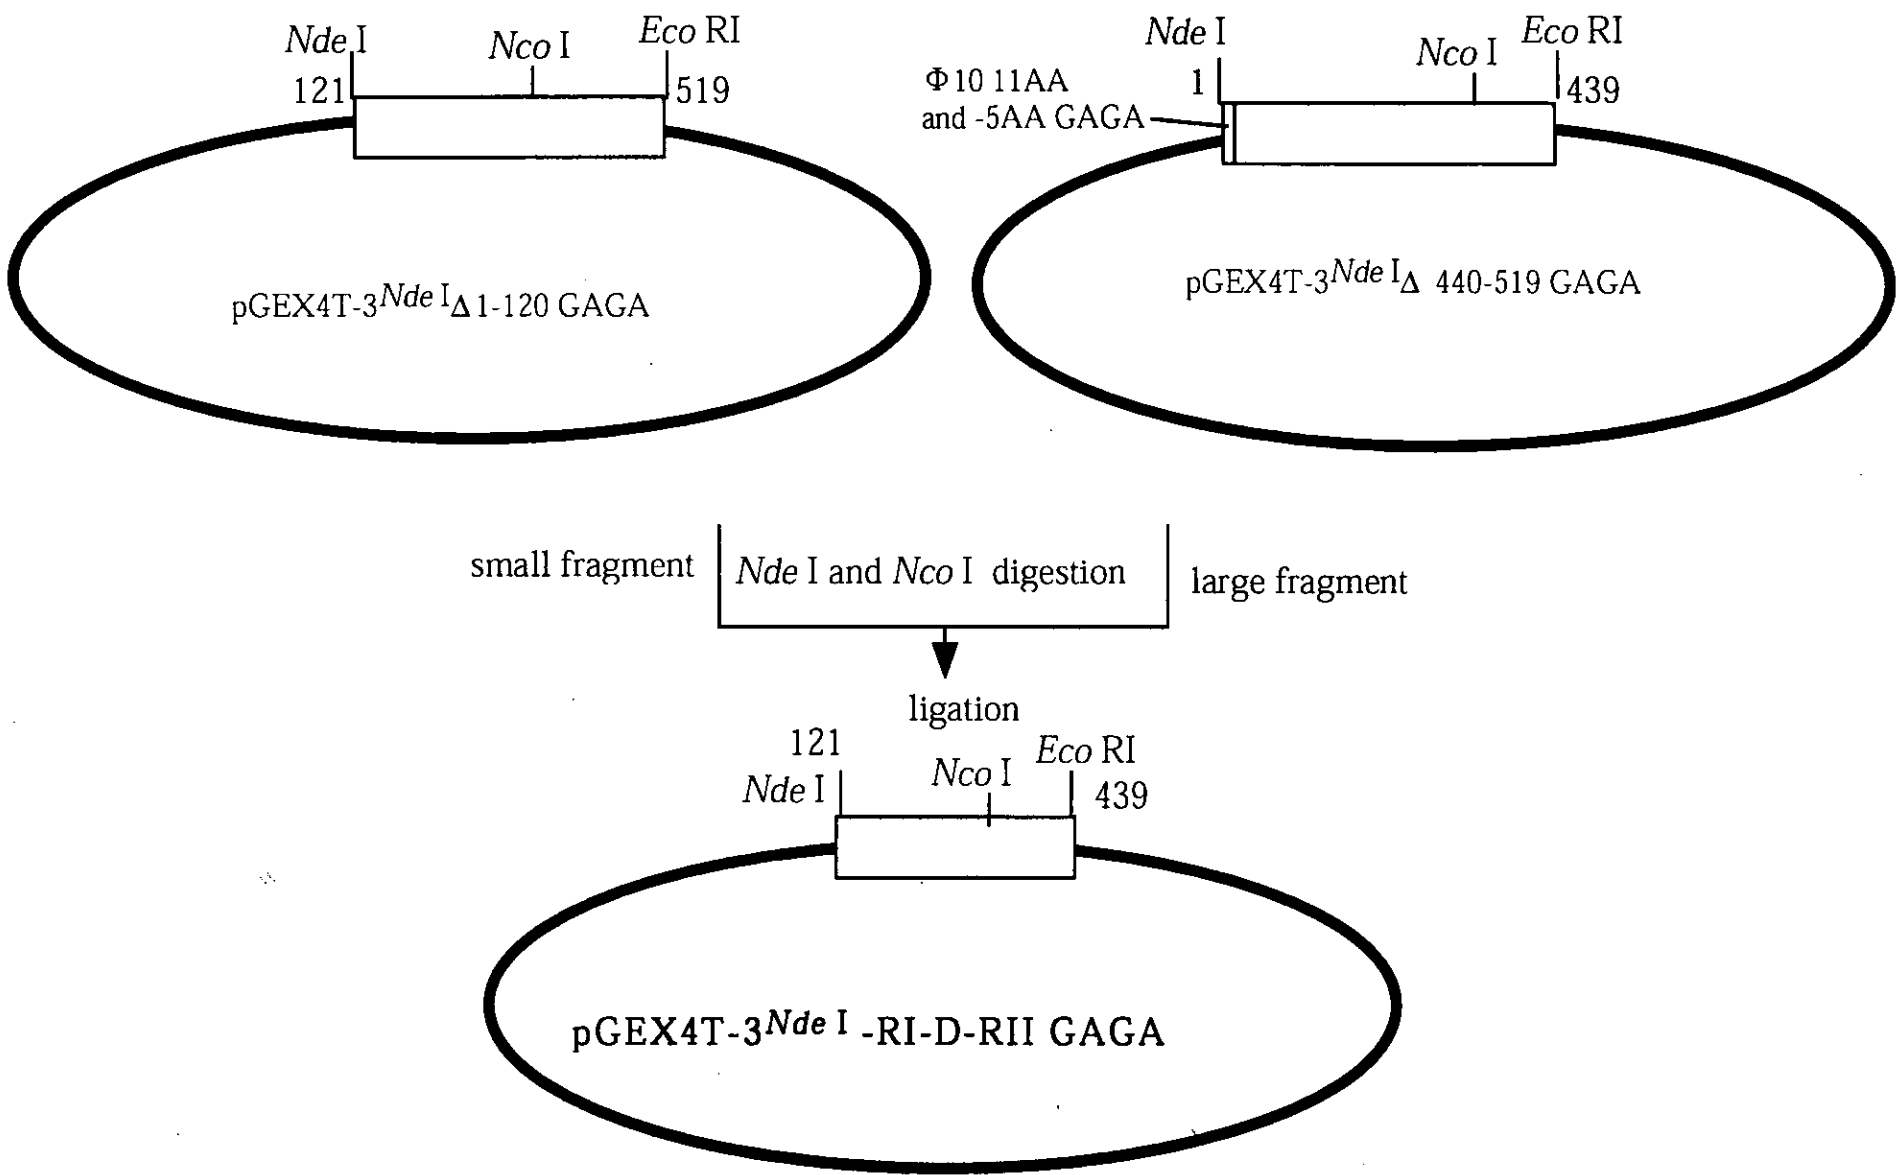 Nde I
Nco I
Eco RI
121
519
pGEX4T-3Nde IΔ1-120 GAGA
Nde I
Nco I
Eco RI
Φ10 11AA
and -5AA GAGA
1
439
pGEX4T-3Nde IΔ 440-519 GAGA
small fragment
Nde I and Nco I digestion
large fragment
ligation
121
Nde I
Nco I
Eco RI
439
pGEX4T-3Nde I -RI-D-RII GAGA